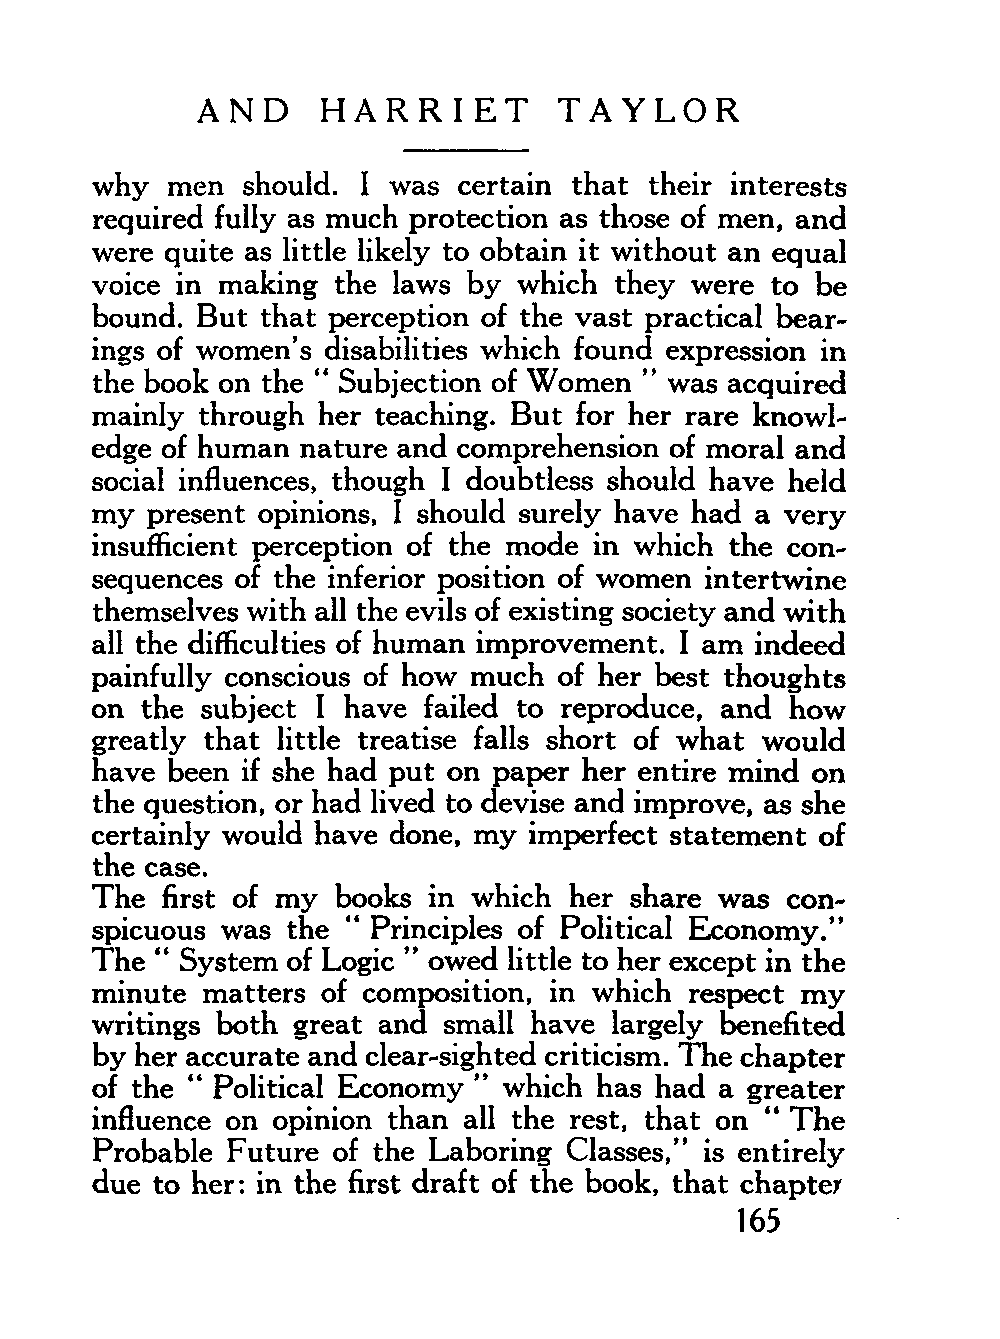 AND HARRIET TAYLOR
why men should. I was certain that their interests
required fully as much protection as those of men, and
were quite as little likely to obtain it without an equal
voice in making the laws by which they were to be
bound. But that perception of the vast practical bear-
ings of women's disabilities which found expression in
the book on the " Subjection of Women " was acquired
mainly through her teaching. But for her rare knowl-
edge of human nature and comprehension of moral and
social influences, though I doubtless should have held
my present opinions, I should surely have had a very
insufficient perception of the mode in which the con-
sequences of the inferior position of women intertwine
themselves with all the evils of existing society and with
all the difficulties of human improvement. I am indeed
painfully conscious of how much of her best thoughts
on the subject I have failed to reproduce, and how
greatly that little treatise falls short of what would
have been if she had put on paper her entire mind on
the question, or had lived to devise and improve, as she
certainly would have done, my imperfect statement of
the case.
The first of my books in which her share was con-
spicuous was the " Principles of Political Economy."
The " System of Logic " owed little to her except in the
minute matters of composition, in which respect my
writings both great and small have largely benefited
by her accurate and clear-sighted criticism. The chapter
of the " Political Economy " which has had a greater
influence on opinion than all the rest, that on " The
Probable Future of the Laboring Classes," is entirely
due to her: in the first draft of the book, that chapter
165